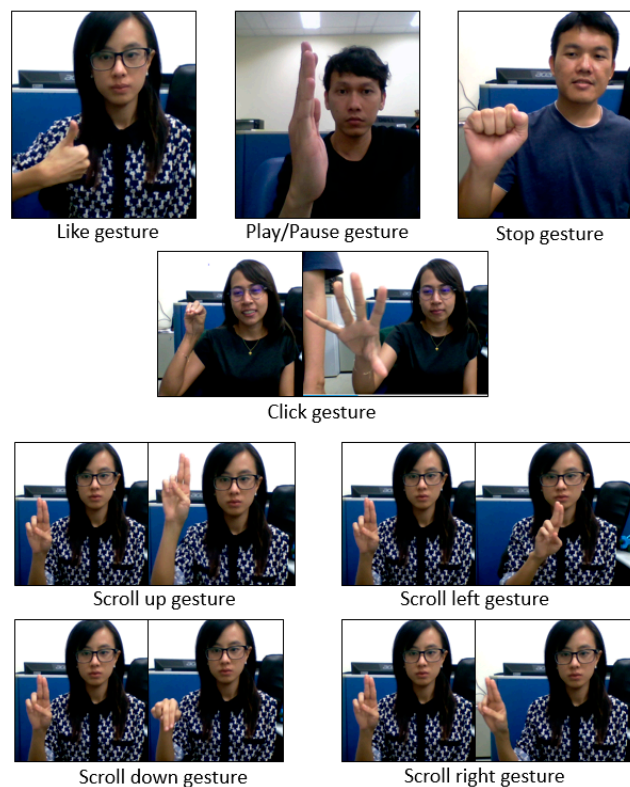 Like gesture
Play/Pause gesture
Stop gesture
Click gesture
Scroll up gesture
Scroll left gesture
Scroll down gesture
Scroll right gesture